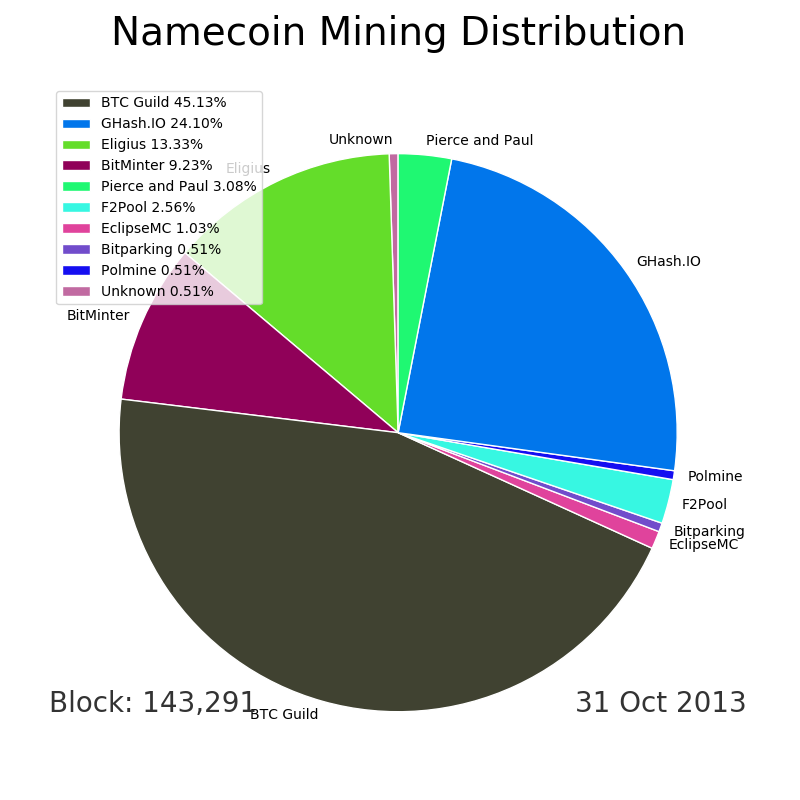 Namecoin Mining Distribution
BTC Guild 45.13%
GHash.IO 24.10%
Eligius 13.33%
BitMinter 9.23%
Pierce and Paul 3.08%
F2Pool 2.56%
EclipseMC 1.03%
Bitparking 0.51%
Polmine 0.51%
Unknown 0.51%
Unknown
Pierce and Paul
Eligius
GHash.IO
BitMinter
Polmine
F2Pool
Bitparking
EclipseMC
Block: 143,291
31 Oct 2013
BTC Guild